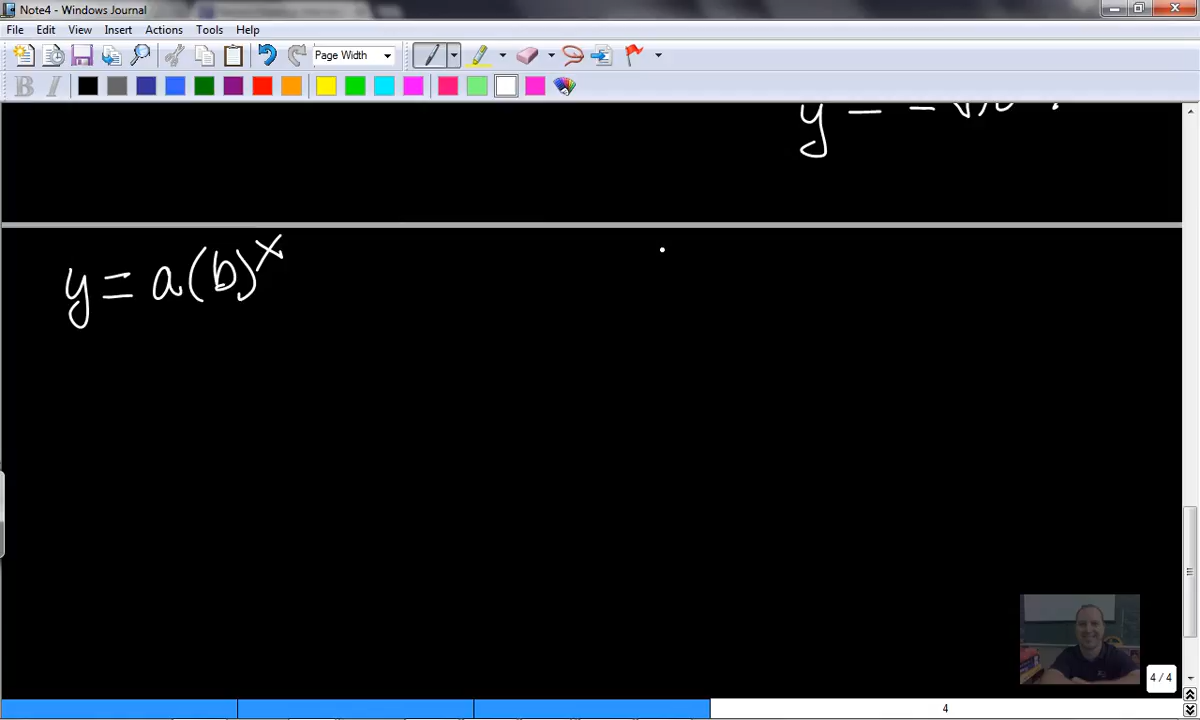 Note4 - Windows Journal
File Edit View Insert Actions Tools Help
Page Width
B I
y = a(b)^x
4 / 4
4